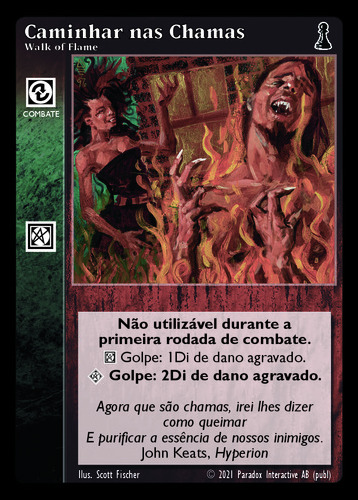 Caminhar nas Chamas
Walk of Flame
COMBATE
Não utilizável durante a
primeira rodada de combate.
Golpe: 1Di de dano agravado.
Golpe: 2Di de dano agravado.
Agora que são chamas, irei lhes dizer
como queimar
E purificar a essência de nossos inimigos.
John Keats, Hyperion
Ilus. Scott Fischer
© 2021 Paradox Interactive AB (publ)